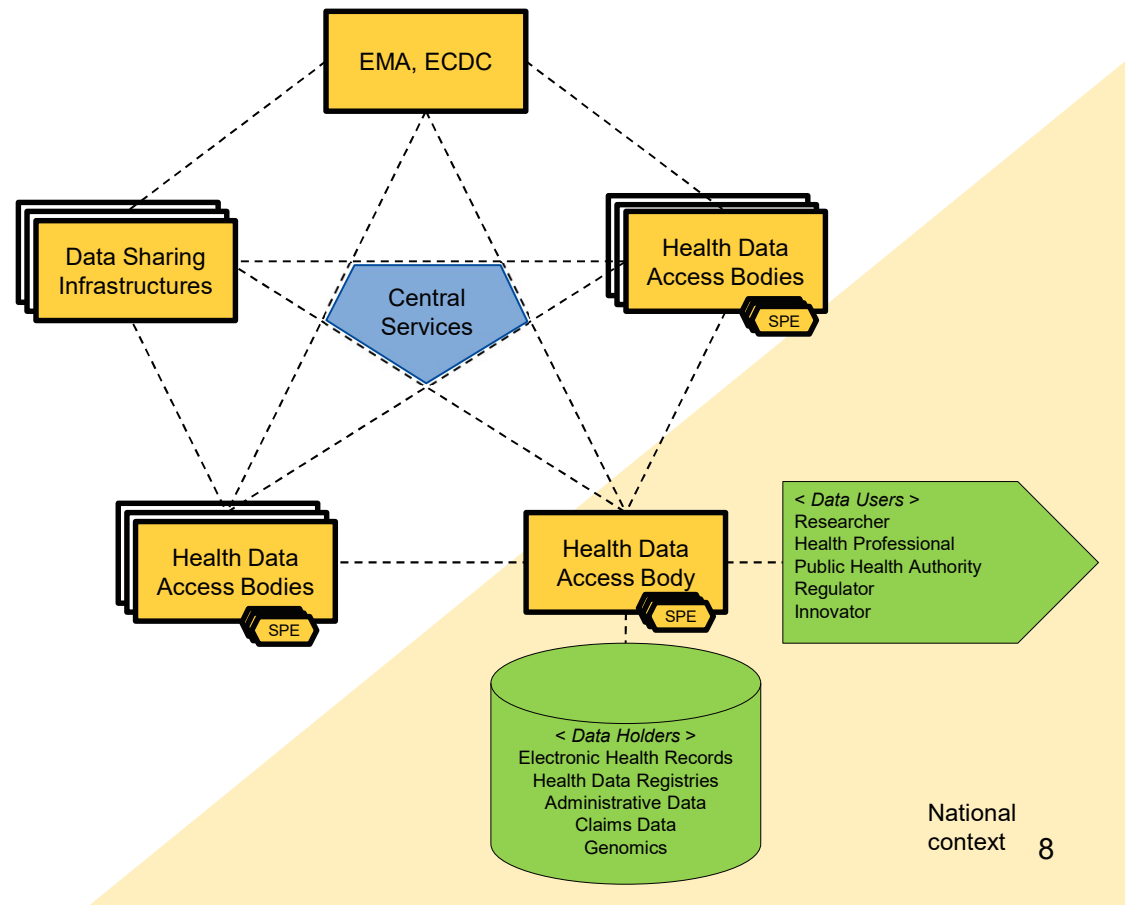 EMA, ECDC
Data Sharing
Infrastructures
Health Data
Access Bodies
SPE
Central
Services
Health Data
Access Bodies
SPE
Health Data
Access Body
SPE
< Data Users >
Researcher
Health Professional
Public Health Authority
Regulator
Innovator
< Data Holders >
Electronic Health Records
Health Data Registries
Administrative Data
Claims Data
Genomics
National
context
8